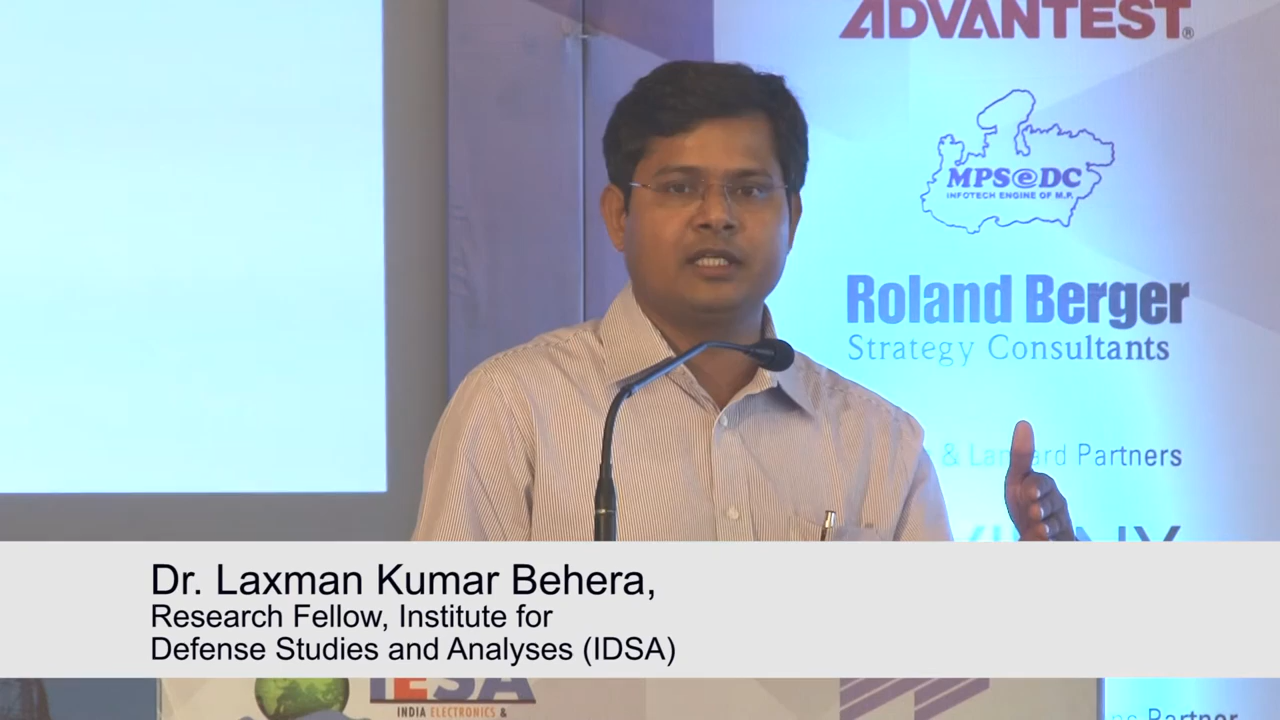 ADVANTEST®
MPS@DC
INFOTECH ENGINE OF M.P.
Roland Berger
Strategy Consultants
& Lanyard Partners
Dr. Laxman Kumar Behera,
Research Fellow, Institute for
Defense Studies and Analyses (IDSA)
IESA
INDIA ELECTRONICS &
Partner